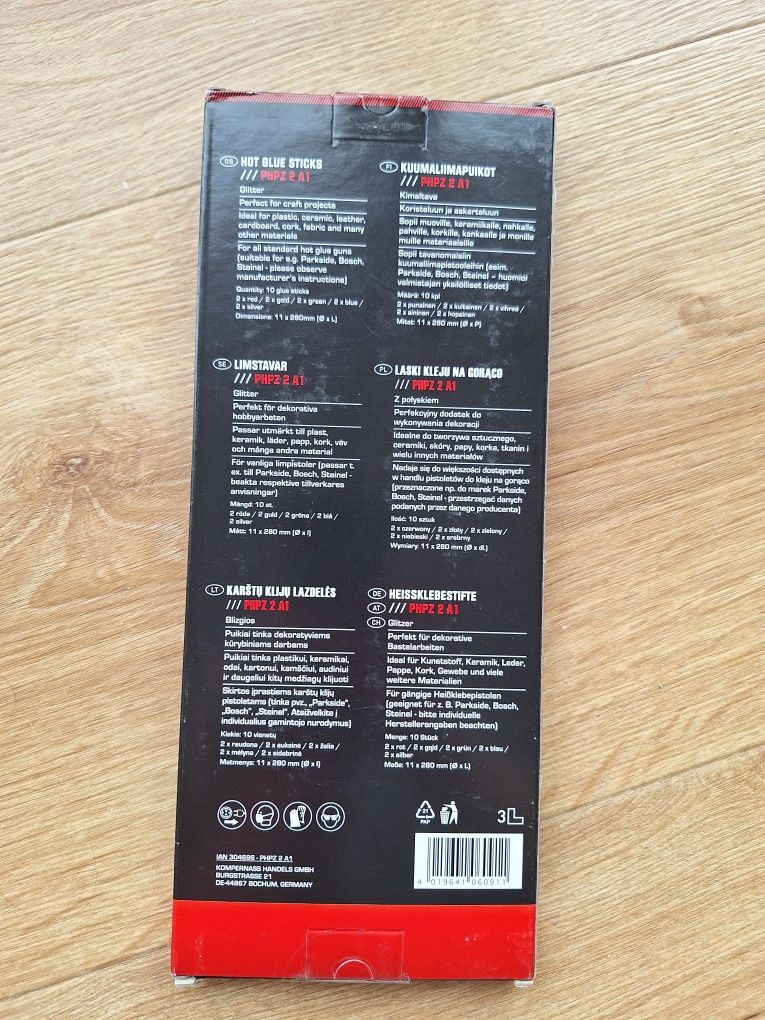 GB HOT GLUE STICKS
/// PHPZ 2 A1
Glitter
Perfect for craft projects
Ideal for plastic, ceramic, leather,
cardboard, cork, fabric and many
other materials
For all standard hot glue guns
(suitable for e.g. Parkside, Bosch,
Steinel - please observe
manufacturer's instructions)
Quantity: 10 glue sticks
2 x red / 2 x gold / 2 x green / 2 x blue /
2 x silver
Dimensions: 11 x 280mm (Ø x L)
FI KUUMALIIMAPUIKOT
/// PHPZ 2 A1
Kimaltava
Koristeluun ja askarteluun
Sopii muoville, keramiikalle, nahkalle,
pahville, korkille, kankaalle ja monille
muille materiaaleille
Sopii tavanomaisiin
kuumaliimapistooleihin (esim.
Parkside, Bosch, Steinel – huomioi
valmistajan yksilölliset tiedot)
Määrä: 10 kpl
2 x punainen / 2 x kultainen / 2 x vihreä /
2 x sininen / 2 x hopeinen
Mitat: 11 x 280 mm (Ø x P)
SE LIMSTAVAR
/// PHPZ 2 A1
Glitter
Perfekt för dekorativa
hobbyarbeten
Passar utmärkt till plast,
keramik, läder, papp, kork, väv
och många andra material
För vanliga limpistoler (passar t.
ex. till Parkside, Bosch, Steinel -
beakta respektive tillverkares
anvisningar)
Mängd: 10 st.
2 röda / 2 guld / 2 gröna / 2 blå /
2 silver
Mått: 11 x 280 mm (Ø x l)
PL LASKI KLEJU NA GORĄCO
/// PHPZ 2 A1
Z połyskiem
Perfekcyjny dodatek do
wykonywania dekoracji
Idealne do tworzywa sztucznego,
ceramiki, skóry, papy, korka, tkanin i
wielu innych materiałów
Nadaje się do większości dostępnych
w handlu pistoletów do kleju na gorąco
(przeznaczone np. do marek Parkside,
Bosch, Steinel - przestrzegać danych
podanych przez danego producenta)
Ilość: 10 sztuk
2 x czerwony / 2 x złoty / 2 x zielony /
2 x niebieski / 2 x srebrny
Wymiary: 11 x 280 mm (Ø x dł.)
LT KARŠTŲ KLIJŲ LAZDELĖS
/// PHPZ 2 A1
Blizgios
Puikiai tinka dekoratyviems
kūrybiniams darbams
Puikiai tinka plastikui, keramikai,
odai, kartonui, kamščiui, audiniui
ir daugeliui kitų medžiagų klijuoti
Skirtos įprastiems karštų klijų
pistoletams (tinka pvz., „Parkside“,
„Bosch“, „Steinel“. Atsižvelkite į
individualius gamintojo nurodymus)
Kiekis: 10 vienetų
2 x raudona / 2 x auksinė / 2 x žalia /
2 x mėlyna / 2 x sidabrinė
Matmenys: 11 x 280 mm (Ø x I)
DE AT CH HEISSKLEBESTIFTE
/// PHPZ 2 A1
Glitzer
Perfekt für dekorative
Bastelarbeiten
Ideal für Kunststoff, Keramik, Leder,
Pappe, Kork, Gewebe und viele
weitere Materialien
Für gängige Heißklebepistolen
(geeignet für z. B. Parkside, Bosch,
Steinel - bitte individuelle
Herstellerangaben beachten)
Menge: 10 Stück
2 x rot / 2 x gold / 2 x grün / 2 x blau /
2 x silber
Maße: 11 x 280 mm (Ø x L)
21
PAP
3L
IAN 304696 - PHPZ 2 A1
KOMPERNASS HANDELS GMBH
BURGSTRASSE 21
DE-44867 BOCHUM, GERMANY
4 019641 060911